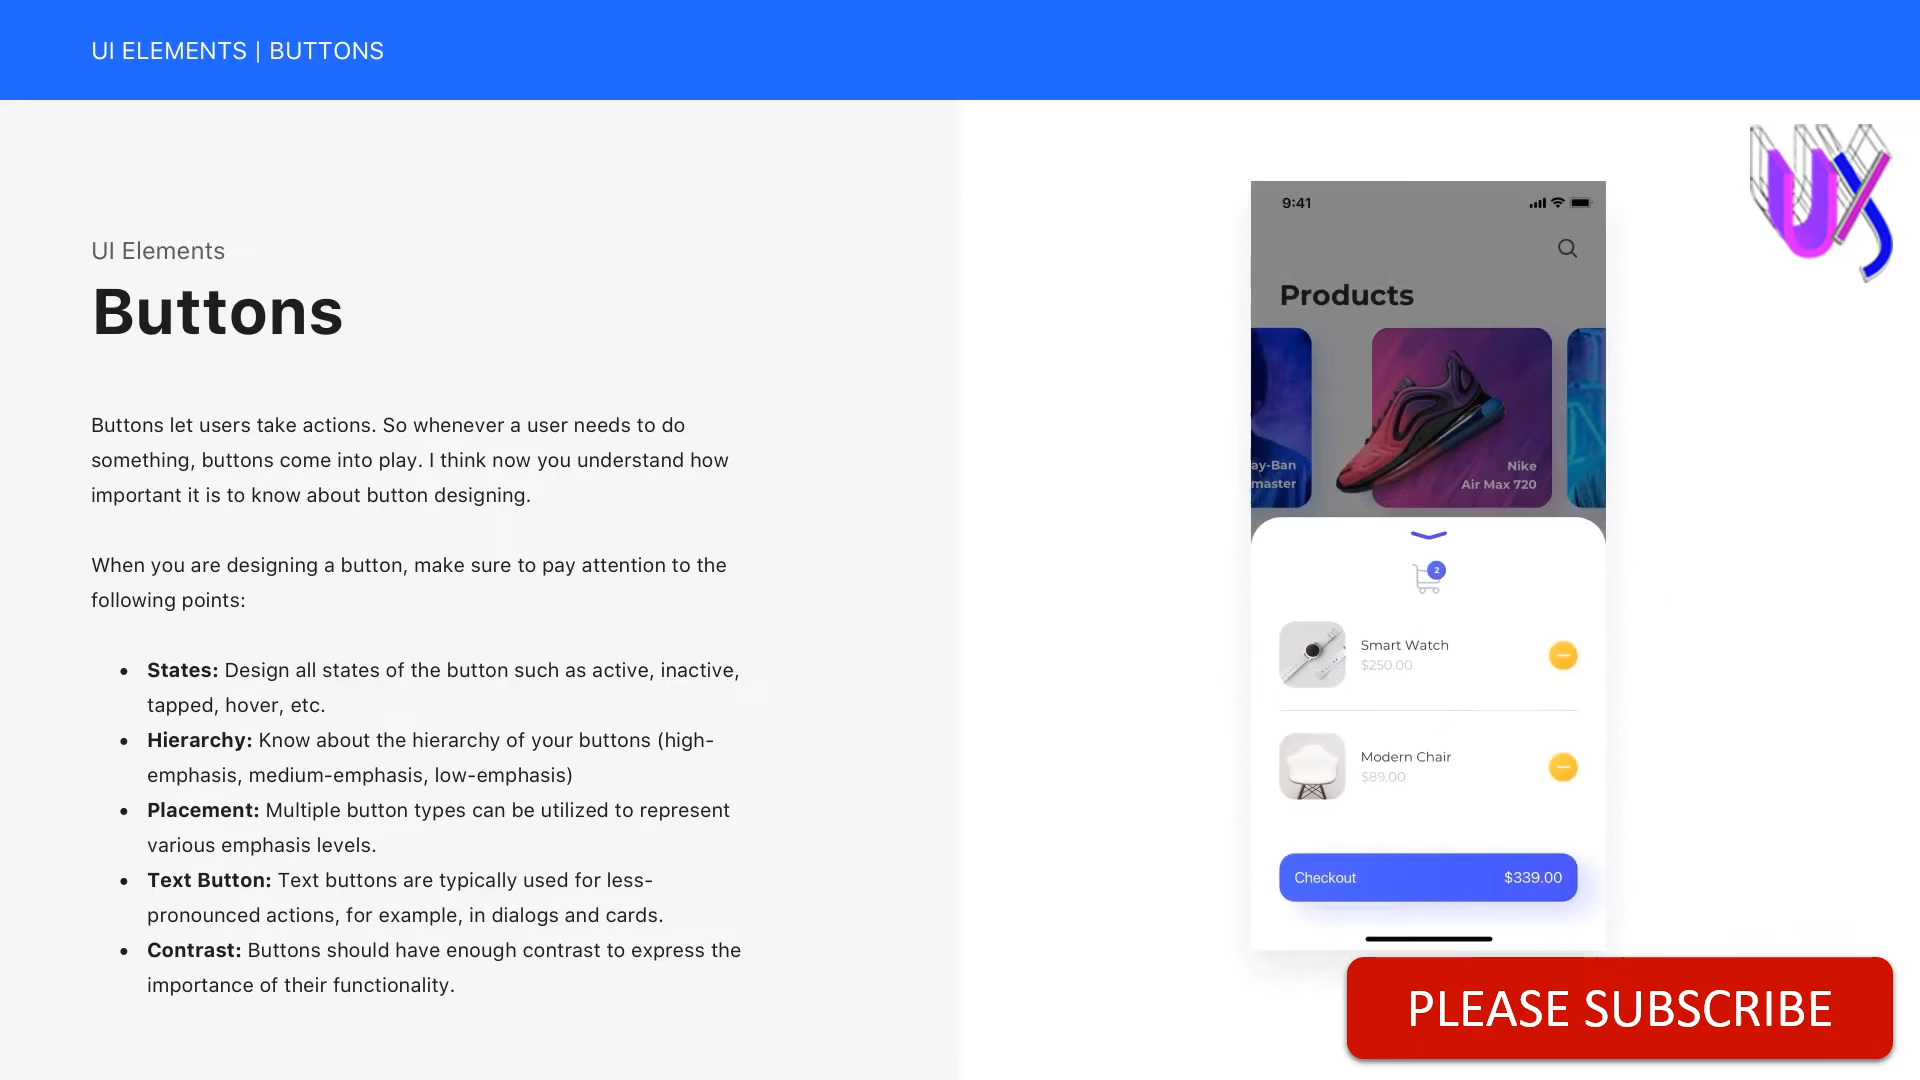 UI ELEMENTS | BUTTONS
UI Elements
Buttons
Buttons let users take actions. So whenever a user needs to do
something, buttons come into play. I think now you understand how
important it is to know about button designing.
When you are designing a button, make sure to pay attention to the
following points:
• States: Design all states of the button such as active, inactive,
tapped, hover, etc.
• Hierarchy: Know about the hierarchy of your buttons (high-
emphasis, medium-emphasis, low-emphasis)
• Placement: Multiple button types can be utilized to represent
various emphasis levels.
• Text Button: Text buttons are typically used for less-
pronounced actions, for example, in dialogs and cards.
• Contrast: Buttons should have enough contrast to express the
importance of their functionality.
UX
9:41
Products
ay-Ban
master
Nike
Air Max 720
2
Smart Watch
$250.00
Modern Chair
$89.00
Checkout $339.00
PLEASE SUBSCRIBE